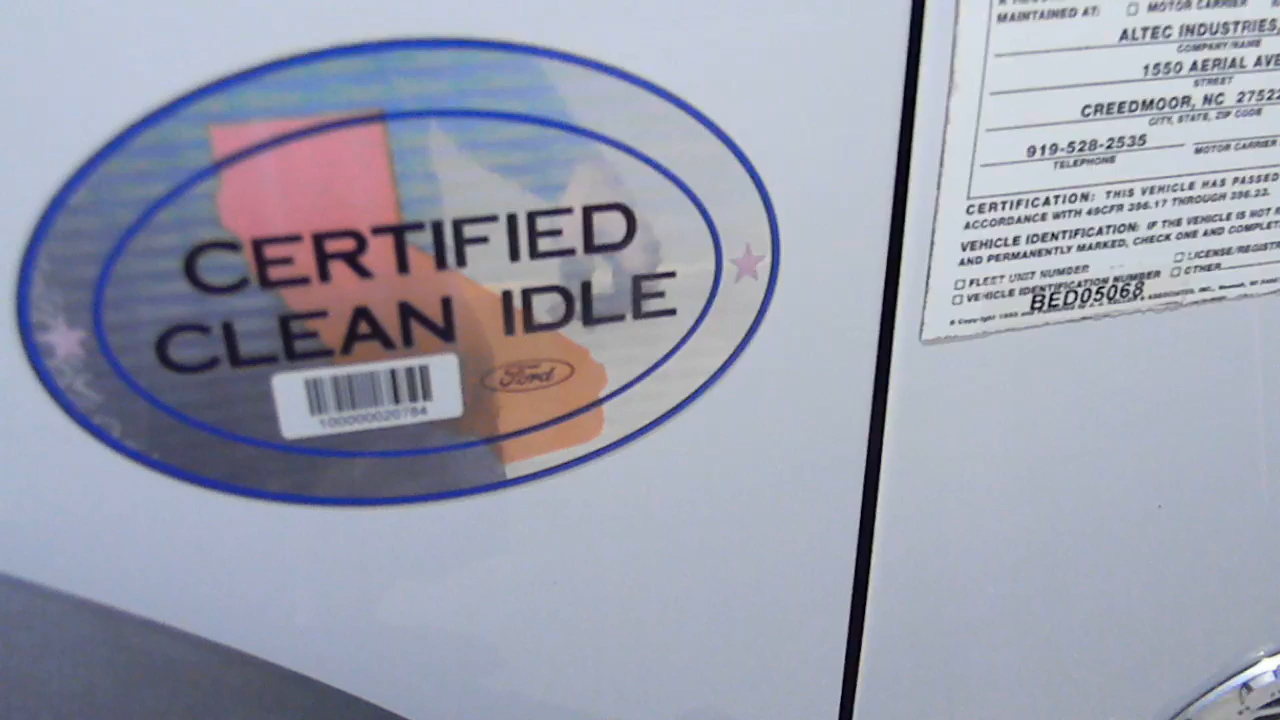 CERTIFIED
CLEAN IDLE
Ford
100000020784
MAINTAINED AT: ☐ MOTOR CARRIER
ALTEC INDUSTRIES,
COMPANY NAME
1550 AERIAL AVE
STREET
CREEDMOOR, NC 27522
CITY, STATE, ZIP CODE
919-528-2535
TELEPHONE
MOTOR CARRIER
CERTIFICATION: THIS VEHICLE HAS PASSED
ACCORDANCE WITH 49CFR 396.17 THROUGH 396.23.
VEHICLE IDENTIFICATION: IF THE VEHICLE IS NOT
AND PERMANENTLY MARKED, CHECK ONE AND COMPLETE
☐ FLEET UNIT NUMBER
☐ LICENSE/REGISTR
☐ VEHICLE IDENTIFICATION NUMBER
☐ OTHER
BED05068
© Copyright